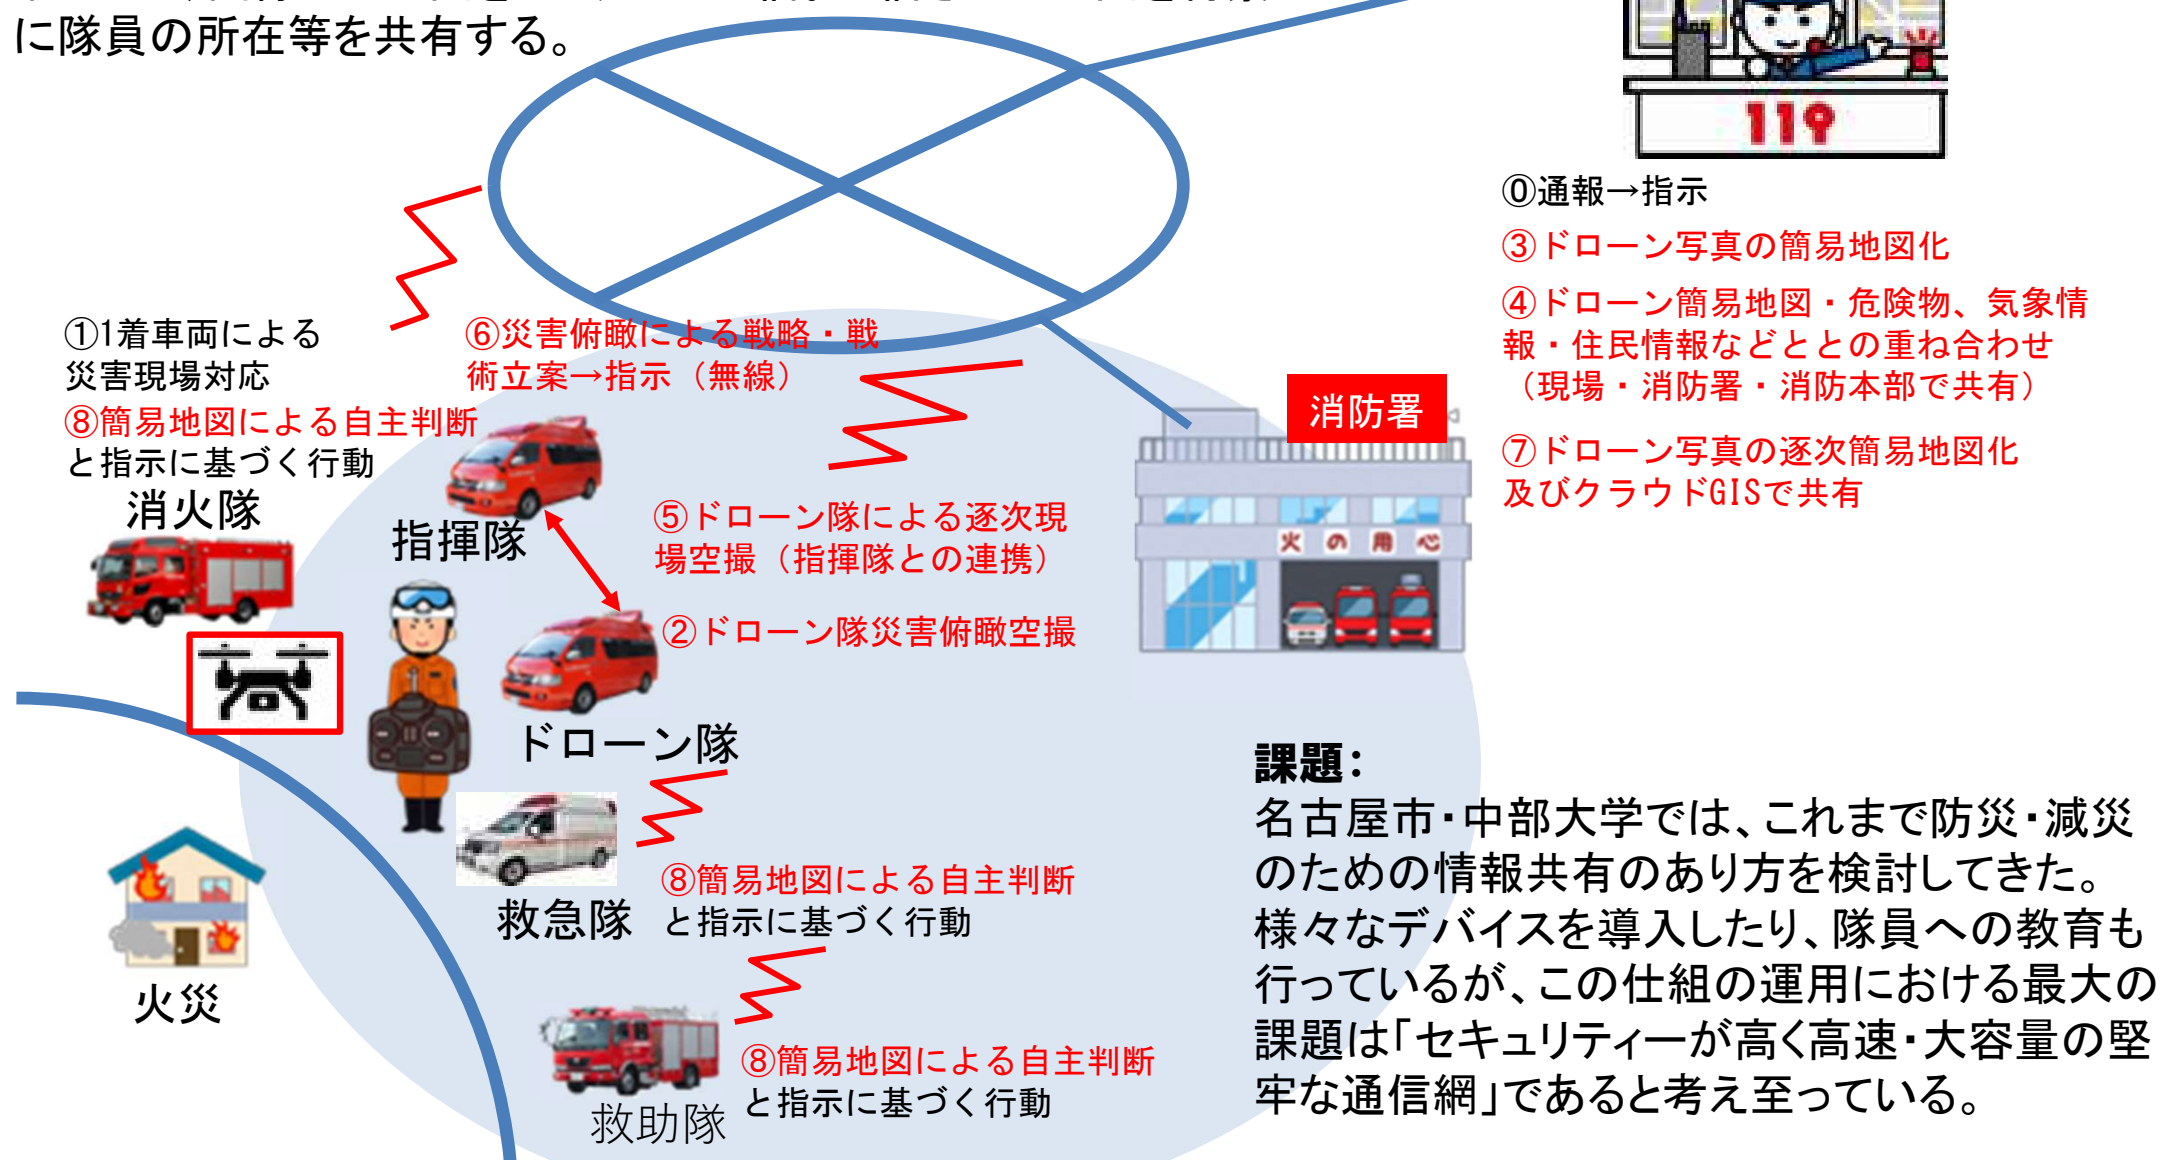 に隊員の所在等を共有する。
119
⓪通報→指示
③ドローン写真の簡易地図化
④ドローン簡易地図・危険物、気象情
報・住民情報などととの重ね合わせ
（現場・消防署・消防本部で共有）
⑦ドローン写真の逐次簡易地図化
及びクラウドGISで共有
①1着車両による
災害現場対応
⑧簡易地図による自主判断
と指示に基づく行動
消火隊
⑥災害俯瞰による戦略・戦
術立案→指示（無線）
指揮隊
⑤ドローン隊による逐次現
場空撮（指揮隊との連携）
②ドローン隊災害俯瞰空撮
ドローン隊
消防署
火の用心
救急隊
⑧簡易地図による自主判断
と指示に基づく行動
火災
救助隊
⑧簡易地図による自主判断
と指示に基づく行動
課題：
名古屋市・中部大学では、これまで防災・減災
のための情報共有のあり方を検討してきた。
様々なデバイスを導入したり、隊員への教育も
行っているが、この仕組の運用における最大の
課題は「セキュリティーが高く高速・大容量の堅
牢な通信網」であると考え至っている。